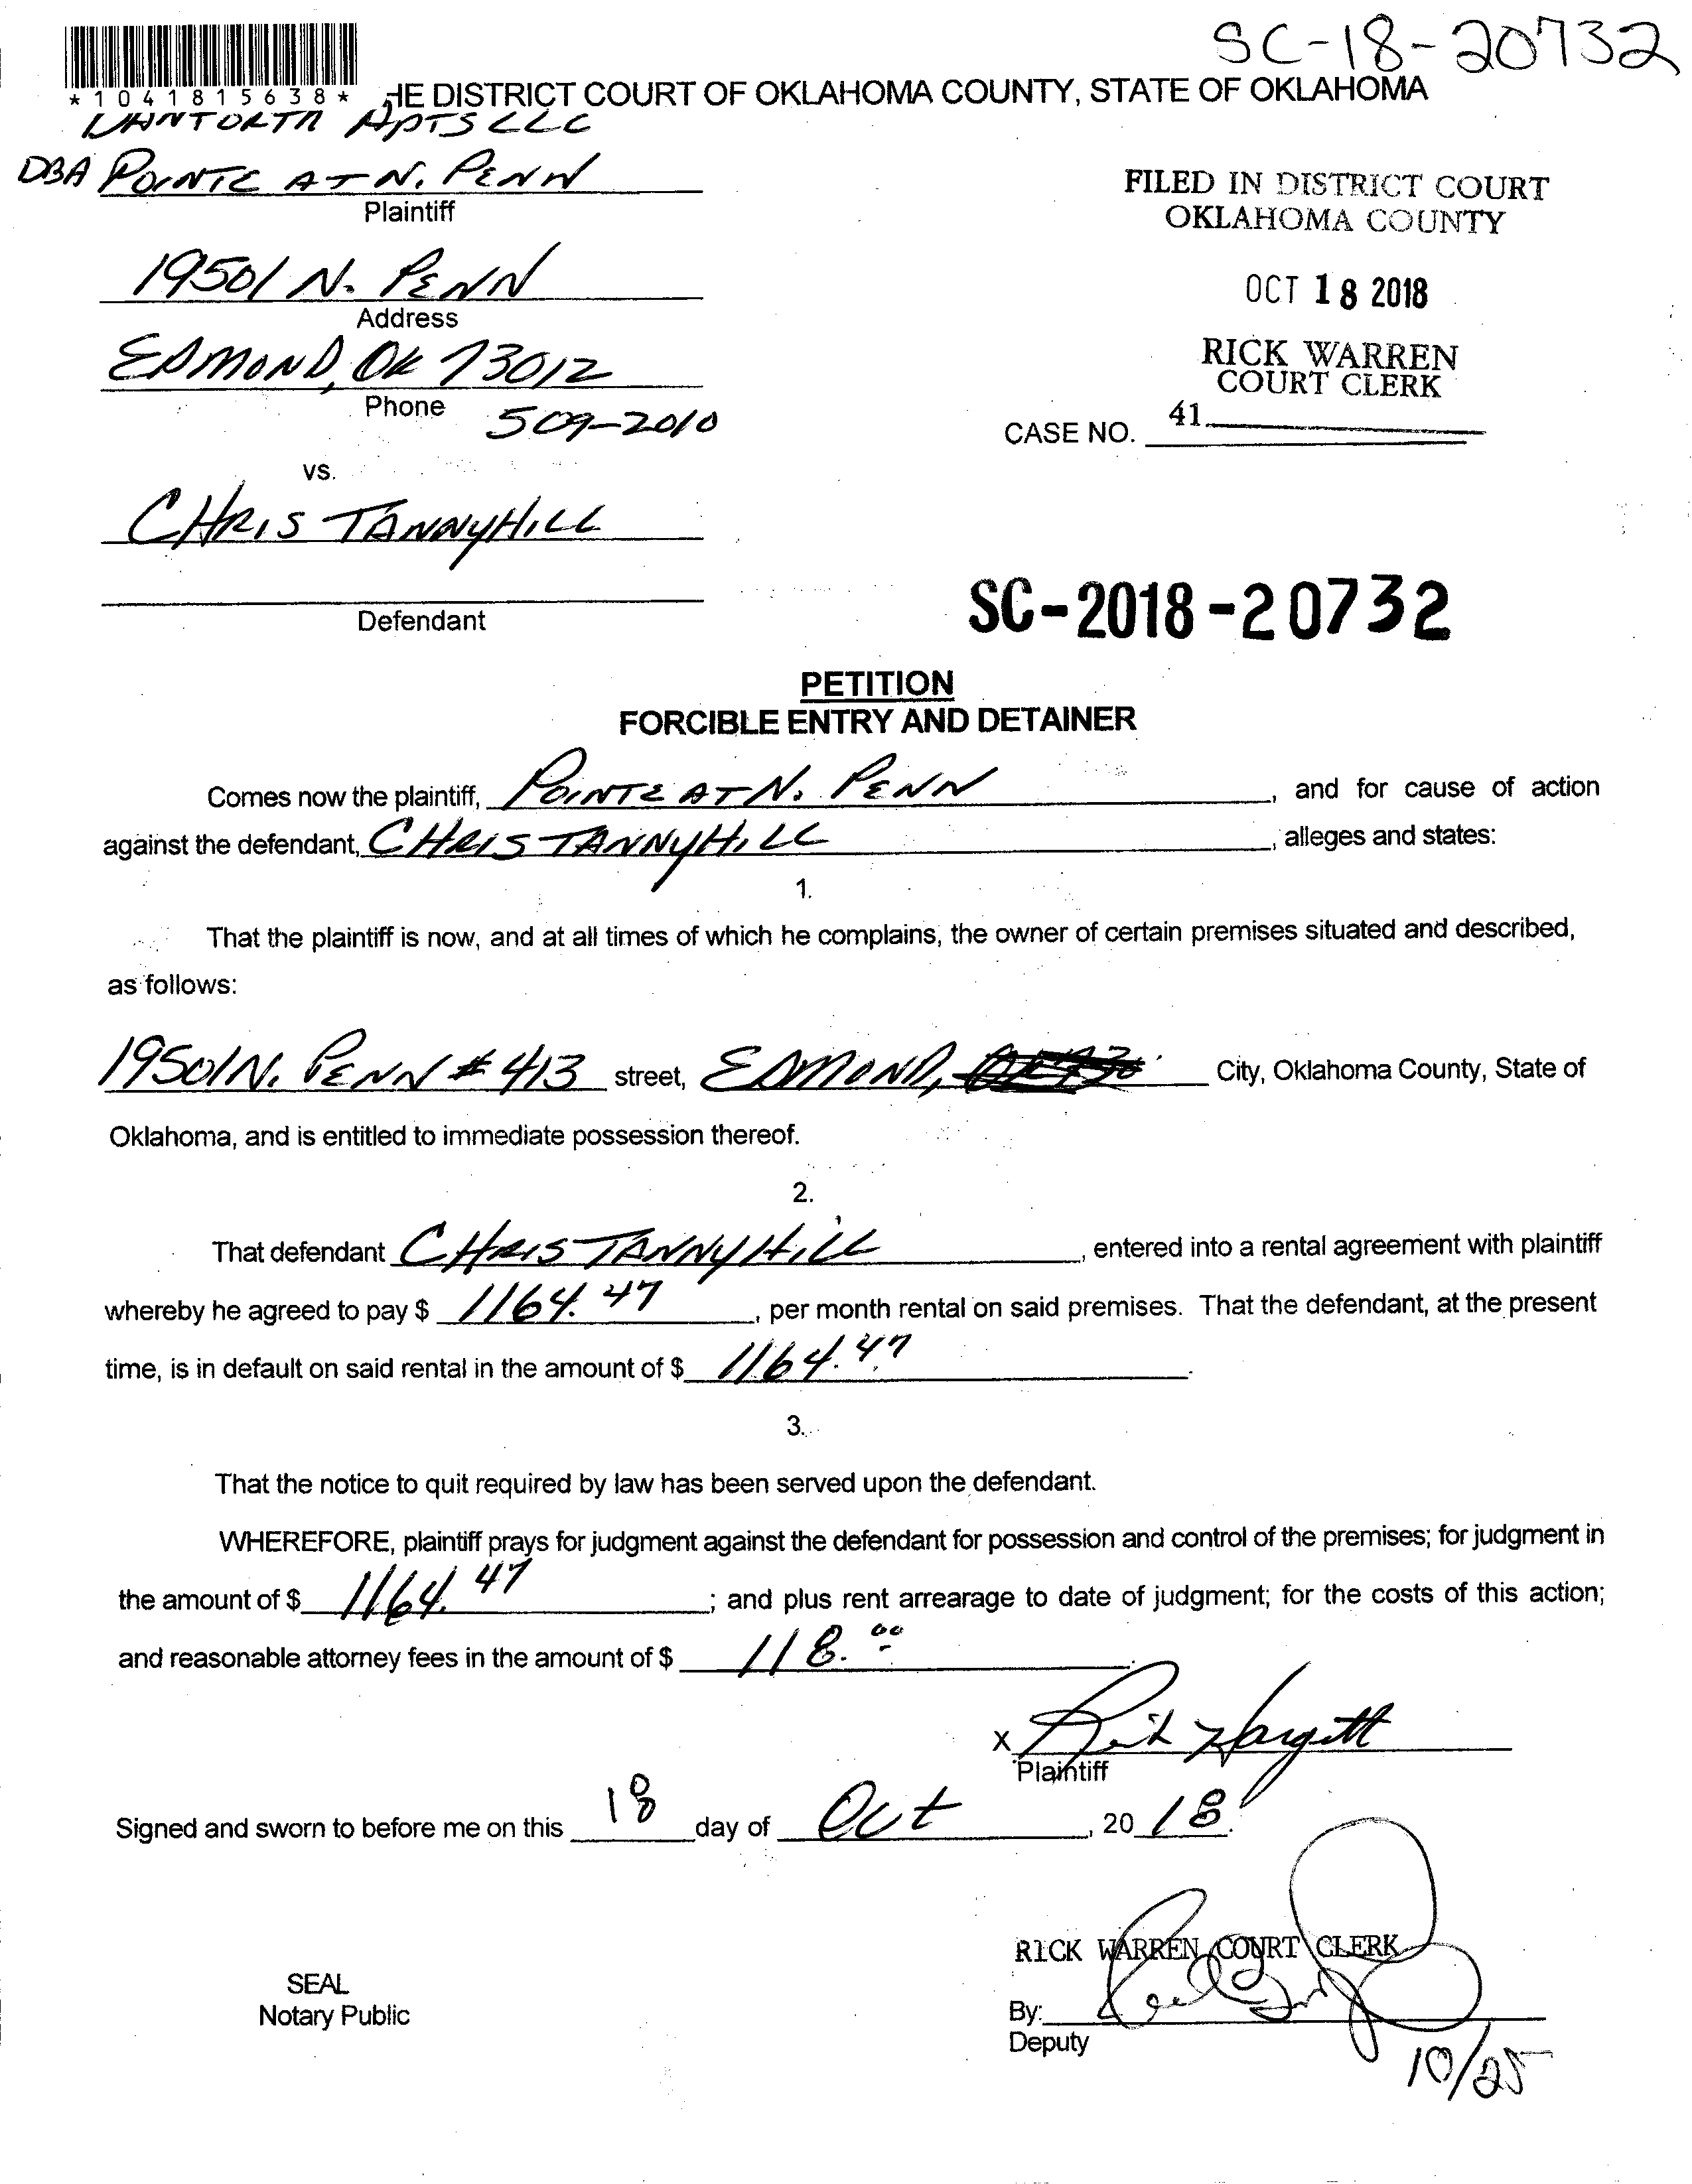 SC-18-20732
*1041815638* HE DISTRICT COURT OF OKLAHOMA COUNTY, STATE OF OKLAHOMA
APTS LLC
DBA POINTE AT N. PENN
Plaintiff
FILED IN DISTRICT COURT
OKLAHOMA COUNTY
19501 N. PENN
Address
OCT 18 2018
EDMOND, OK 73012
RICK WARREN
COURT CLERK
Phone 509-2010
CASE NO. 41
vs.
CHRIS TANNYHILL
Defendant
SC-2018-20732
PETITION
FORCIBLE ENTRY AND DETAINER
Comes now the plaintiff, POINTE AT N. PENN, and for cause of action
against the defendant, CHRIS TANNYHILL, alleges and states:
1.
That the plaintiff is now, and at all times of which he complains, the owner of certain premises situated and described,
as follows:
19501 N. PENN # 413 street, EDMOND, City, Oklahoma County, State of
Oklahoma, and is entitled to immediate possession thereof.
2.
That defendant CHRIS TANNYHILL, entered into a rental agreement with plaintiff
whereby he agreed to pay $ 1164.47, per month rental on said premises. That the defendant, at the present
time, is in default on said rental in the amount of $ 1164.47.
3.
That the notice to quit required by law has been served upon the defendant.
WHEREFORE, plaintiff prays for judgment against the defendant for possession and control of the premises; for judgment in
the amount of $ 1164.47; and plus rent arrearage to date of judgment; for the costs of this action;
and reasonable attorney fees in the amount of $ 118.00.
X Hargett
Plaintiff
Signed and sworn to before me on this 18 day of Oct, 2018.
RICK WARREN COURT CLERK
SEAL
Notary Public
By:
Deputy
10/25